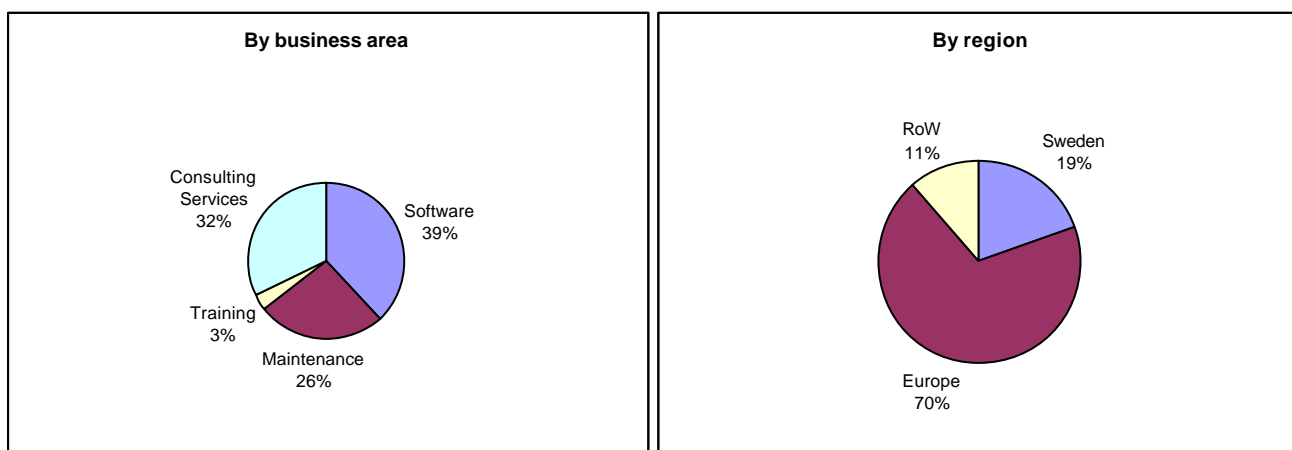 By business area
Consulting
Services
32%
Software
39%
Training
3%
Maintenance
26%
By region
RoW
11%
Sweden
19%
Europe
70%